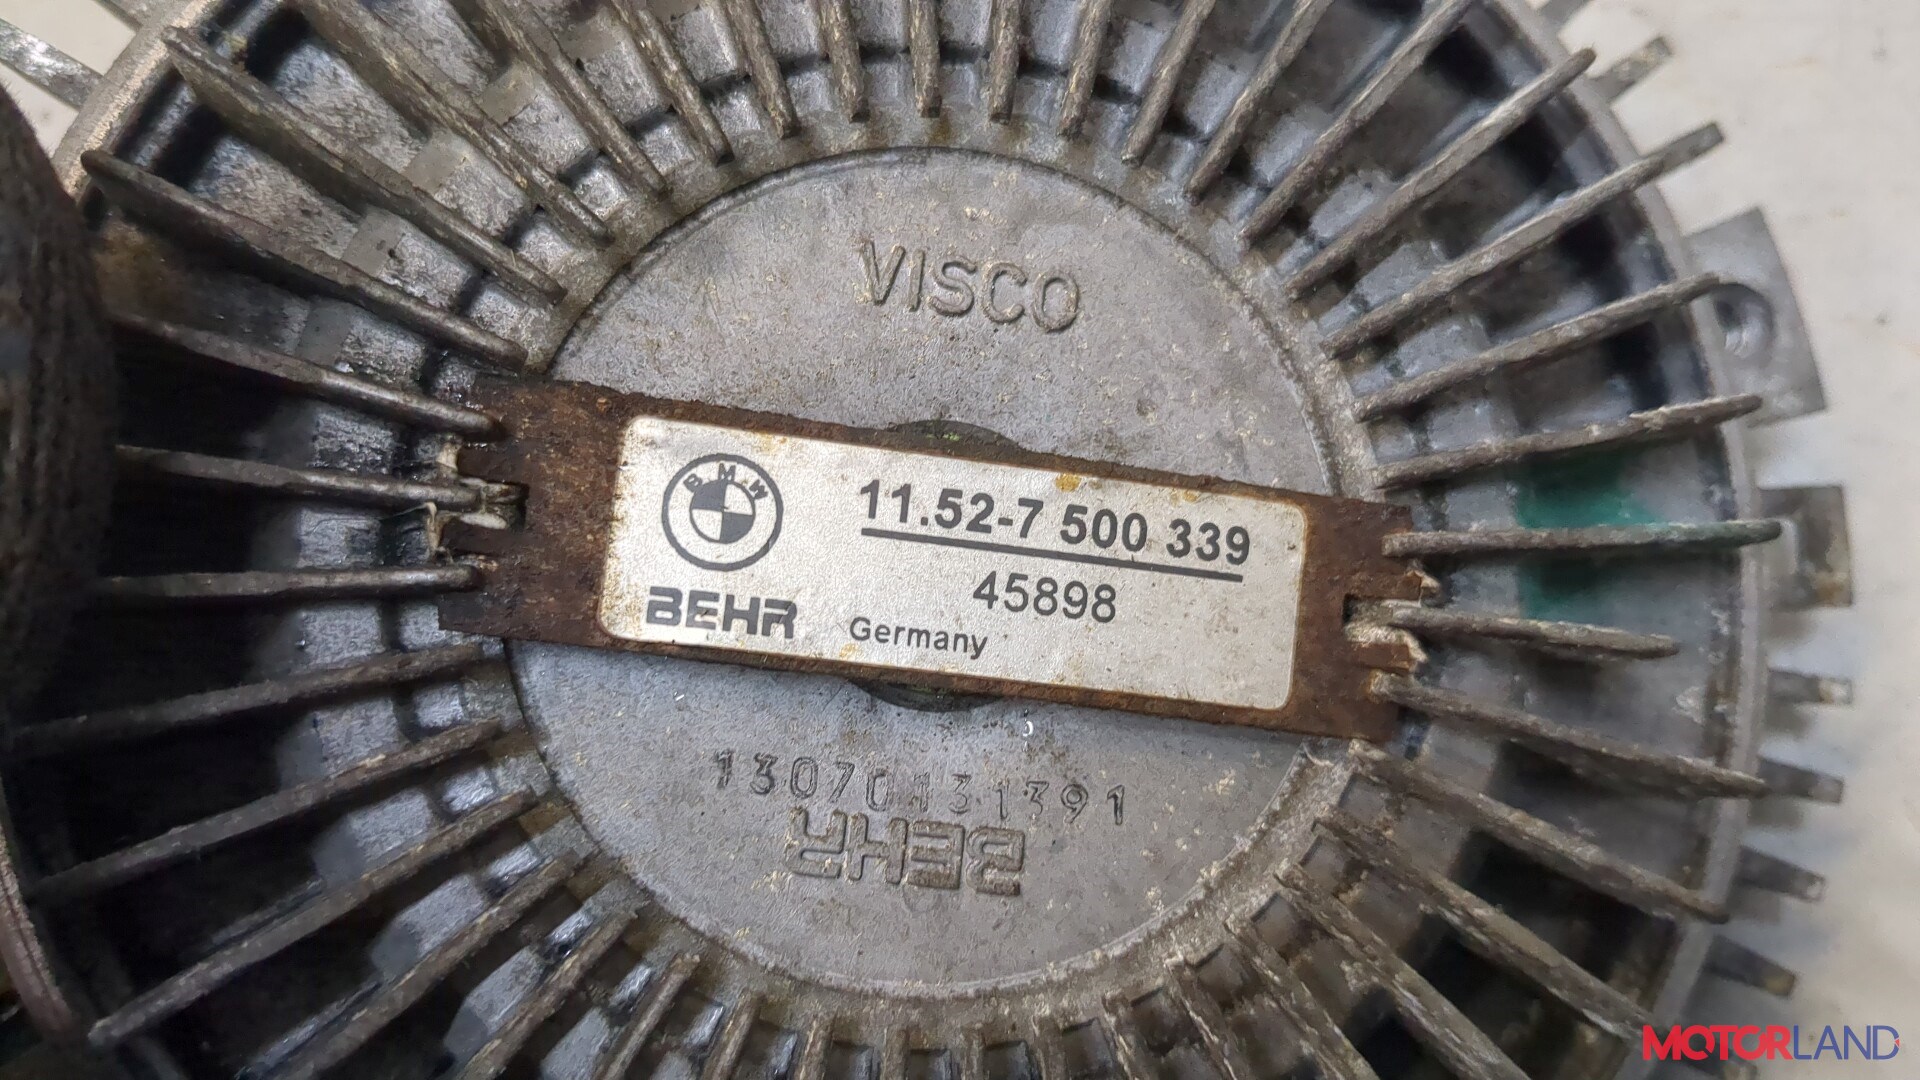 VISCO
BMW
11.52-7 500 339
45898
BEHR Germany
13070131391
BEHR
MOTORLAND